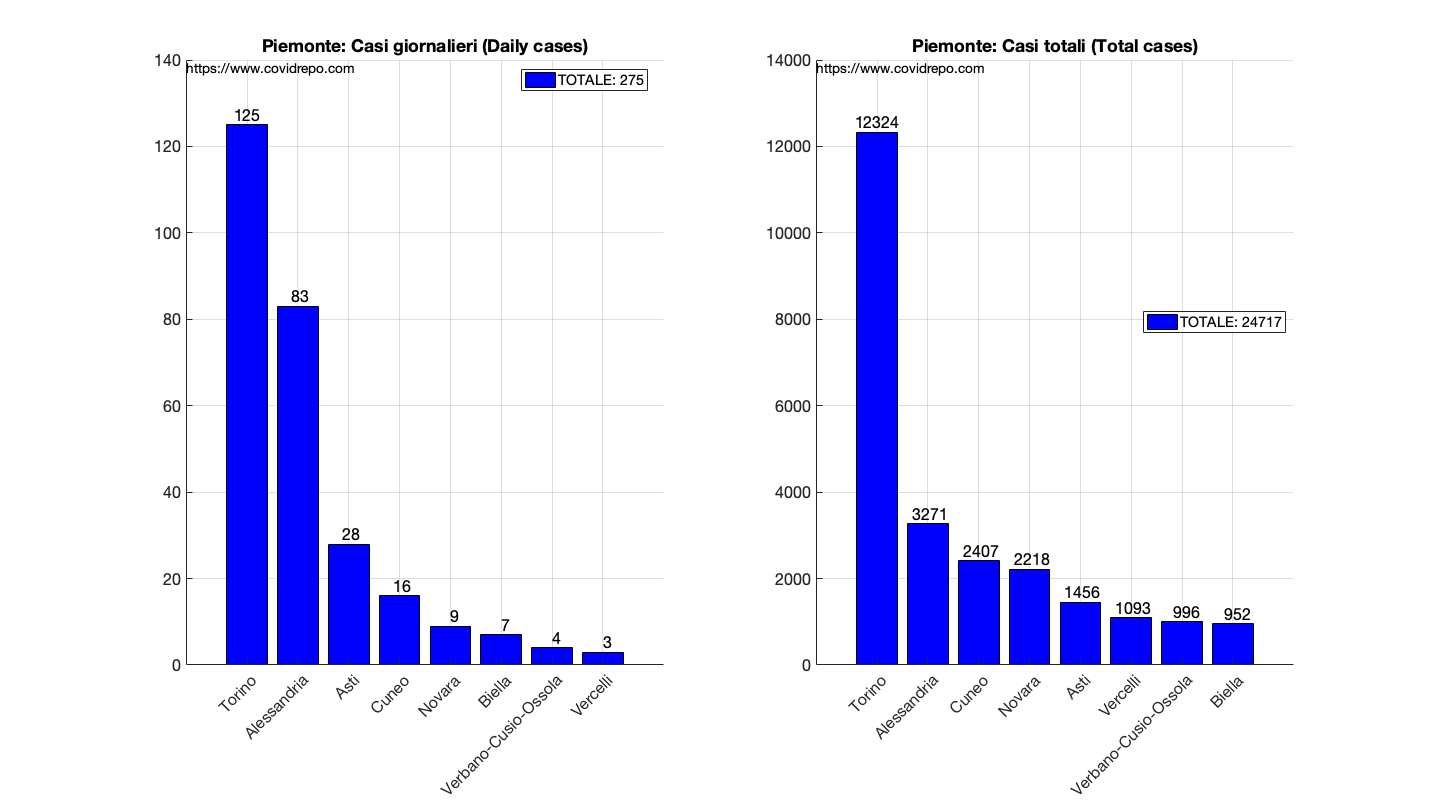 Piemonte: Casi giornalieri (Daily cases)
https://www.covidrepo.com
TOTALE: 275
140
120
100
80
60
40
20
0
125
83
28
16
9
7
4
3
Torino
Alessandria
Asti
Cuneo
Novara
Biella
Verbano-Cusio-Ossola
Vercelli
Piemonte: Casi totali (Total cases)
https://www.covidrepo.com
TOTALE: 24717
14000
12000
10000
8000
6000
4000
2000
0
12324
3271
2407
2218
1456
1093
996
952
Torino
Alessandria
Cuneo
Novara
Asti
Vercelli
Verbano-Cusio-Ossola
Biella